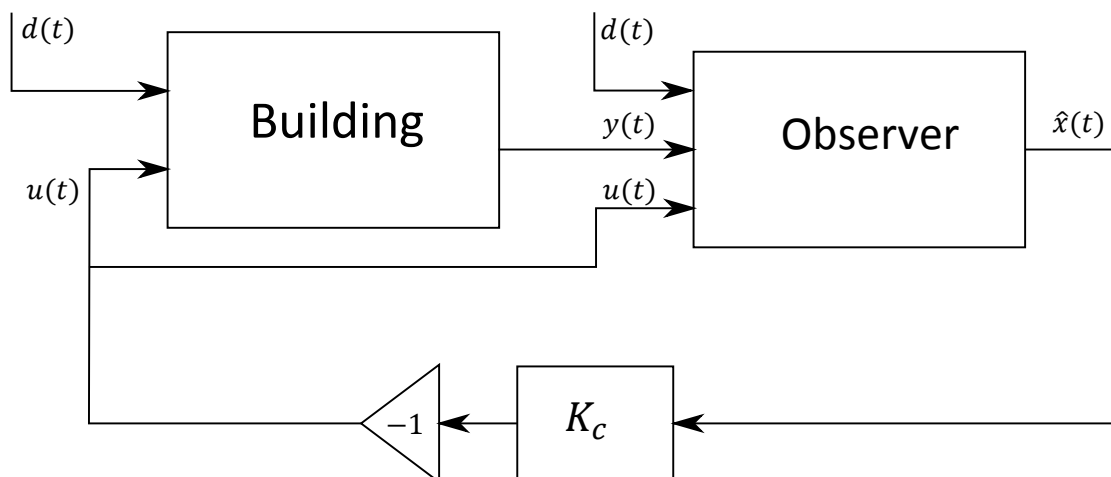 d(t)
d(t)
Building
Observer
y(t)
x̂(t)
u(t)
u(t)
−1
K_c